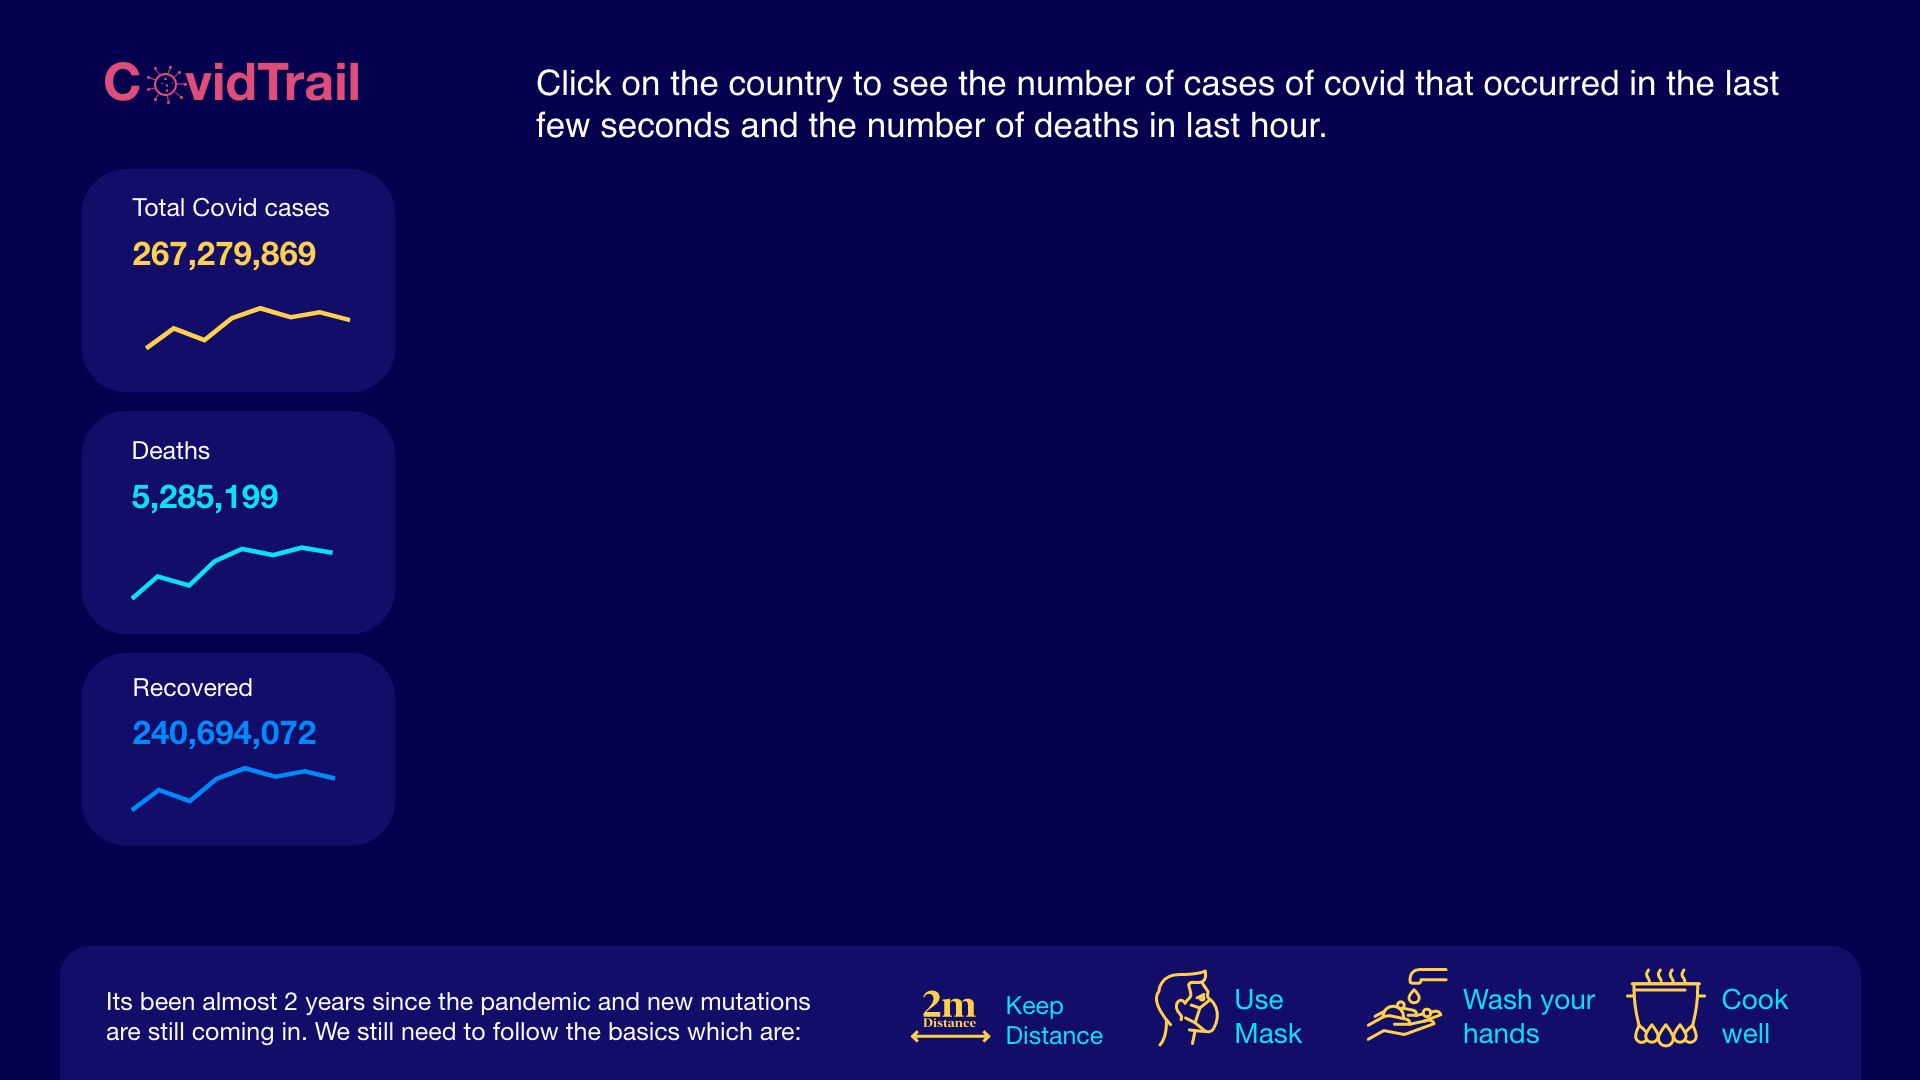 CovidTrail
Click on the country to see the number of cases of covid that occurred in the last
few seconds and the number of deaths in last hour.
Total Covid cases
267,279,869
Deaths
5,285,199
Recovered
240,694,072
Its been almost 2 years since the pandemic and new mutations
are still coming in. We still need to follow the basics which are:
2m
Distance
Keep
Distance
Use
Mask
Wash your
hands
Cook
well